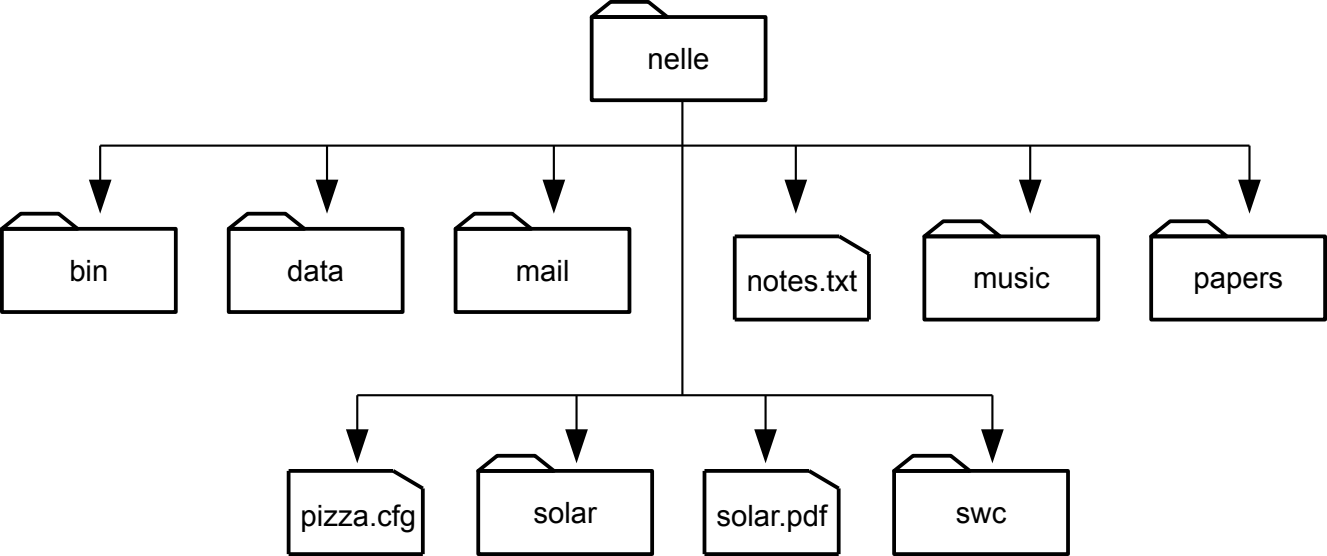 nelle
bin
data
mail
notes.txt
music
papers
pizza.cfg
solar
solar.pdf
swc